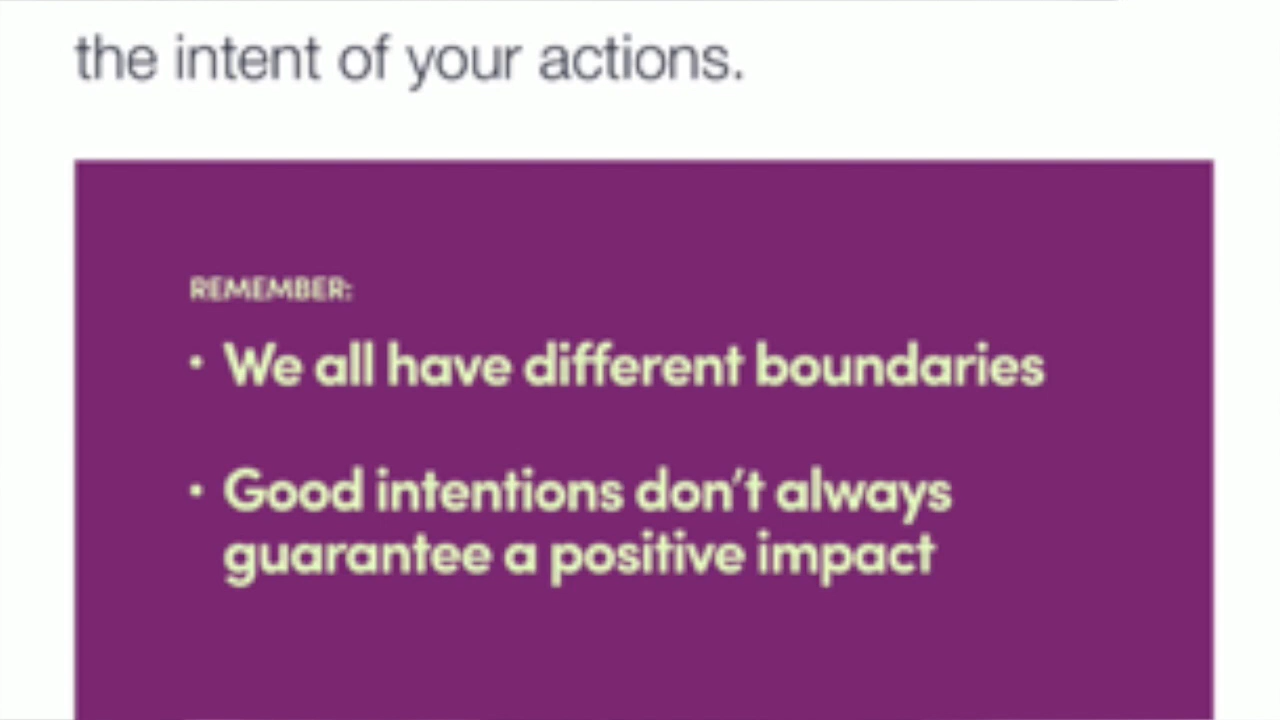 the intent of your actions.
REMEMBER:
• We all have different boundaries
• Good intentions don’t always
guarantee a positive impact